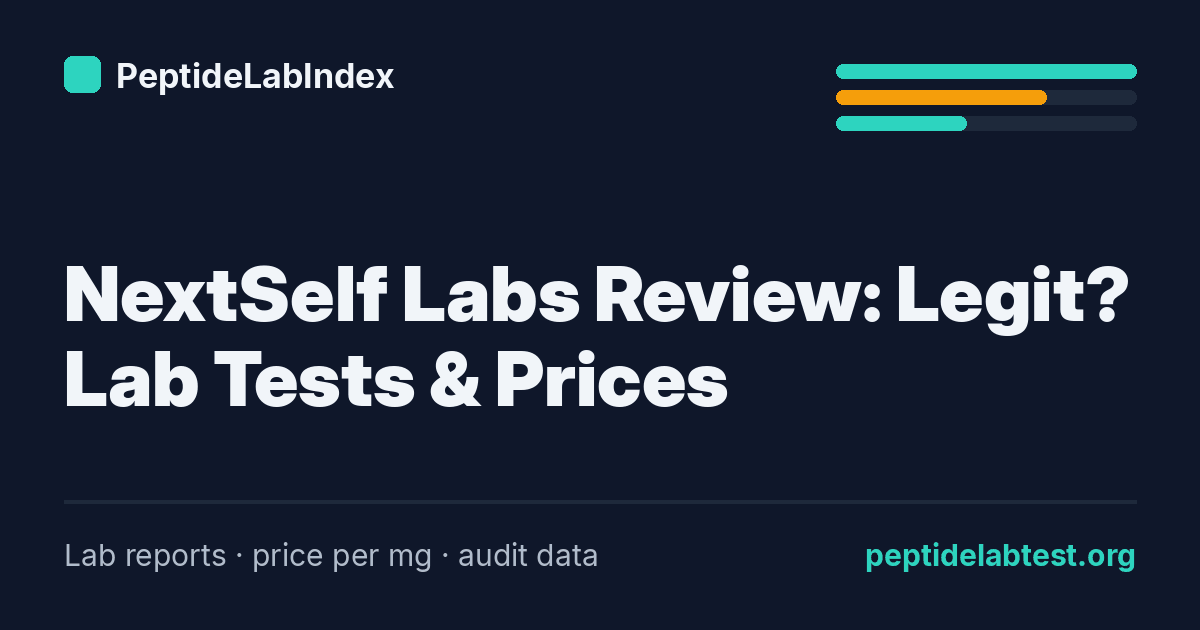 PeptideLabIndex
NextSelf Labs Review: Legit?
Lab Tests & Prices
Lab reports · price per mg · audit data
peptidelabtest.org